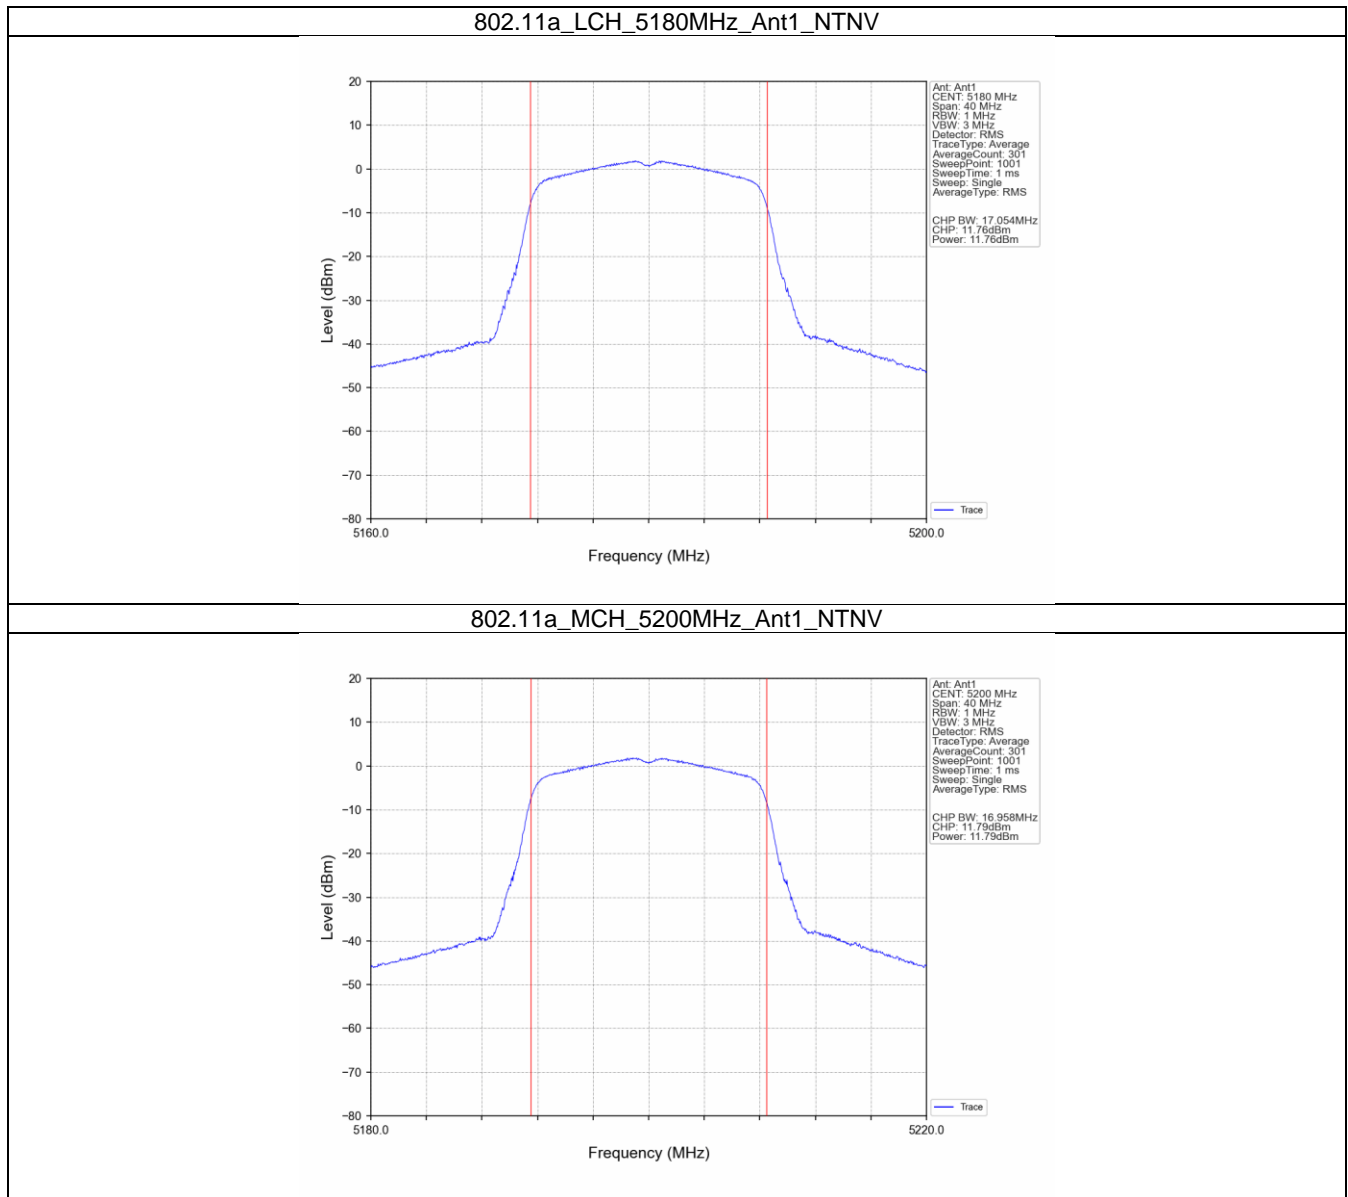 802.11a_LCH_5180MHz_Ant1_NTNV
20
10
0
−10
−20
−30
−40
−50
−60
−70
−80
Level (dBm)
5160.0
5200.0
Frequency (MHz)
Ant: Ant1
CENT: 5180 MHz
Span: 40 MHz
RBW: 1 MHz
VBW: 3 MHz
Detector: RMS
TraceType: Average
AverageCount: 301
SweepPoint: 1001
SweepTime: 1 ms
Sweep: Single
AverageType: RMS
CHP BW: 17.054MHz
CHP: 11.76dBm
Power: 11.76dBm
Trace
802.11a_MCH_5200MHz_Ant1_NTNV
20
10
0
−10
−20
−30
−40
−50
−60
−70
−80
Level (dBm)
5180.0
5220.0
Frequency (MHz)
Ant: Ant1
CENT: 5200 MHz
Span: 40 MHz
RBW: 1 MHz
VBW: 3 MHz
Detector: RMS
TraceType: Average
AverageCount: 301
SweepPoint: 1001
SweepTime: 1 ms
Sweep: Single
AverageType: RMS
CHP BW: 16.958MHz
CHP: 11.79dBm
Power: 11.79dBm
Trace